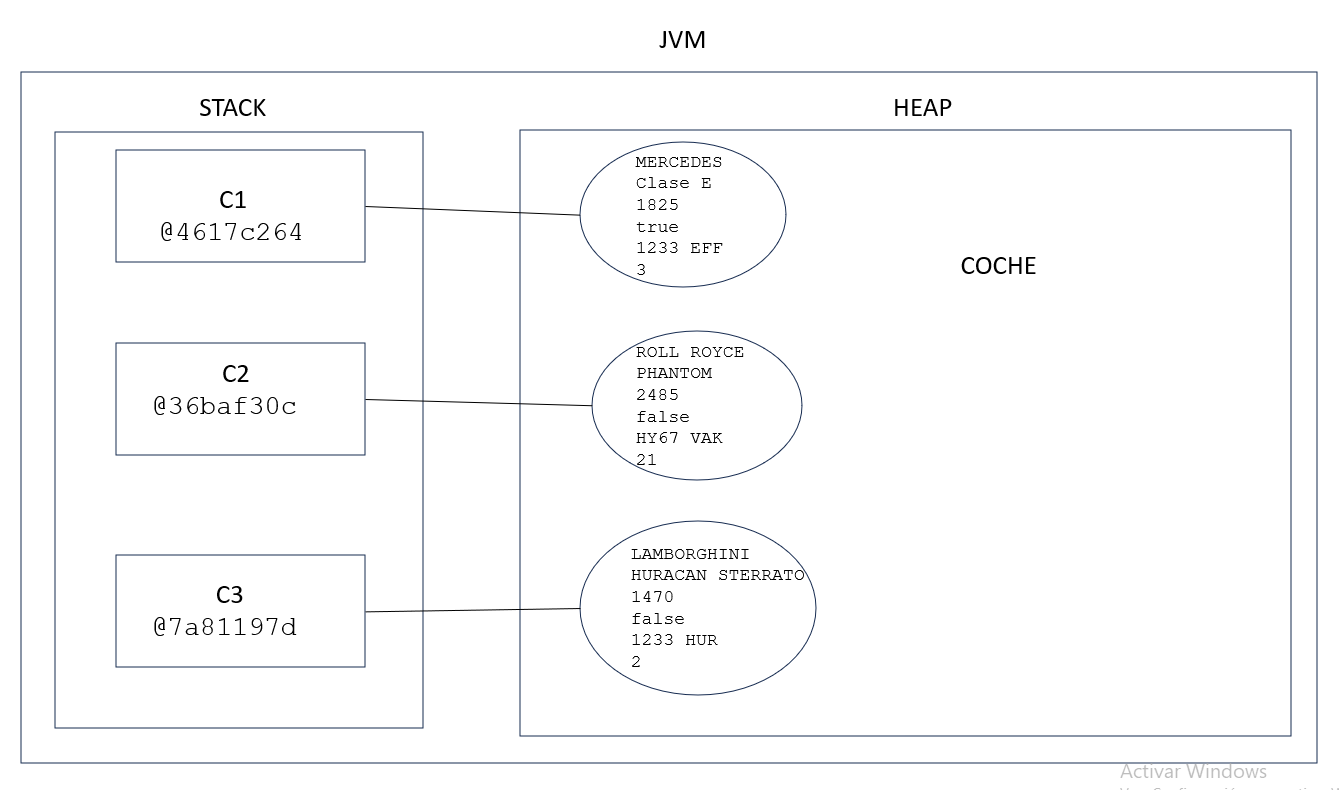 JVM
STACK
HEAP
C1
@4617c264
MERCEDES
Clase E
1825
true
1233 EFF
3
COCHE
C2
@36baf30c
ROLL ROYCE
PHANTOM
2485
false
HY67 VAK
21
C3
@7a81197d
LAMBORGHINI
HURACAN STERRATO
1470
false
1233 HUR
2
Activar Windows